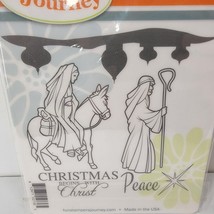 Journey
CHRISTMAS
BEGINS WITH
Christ
Peace
Made in the USA